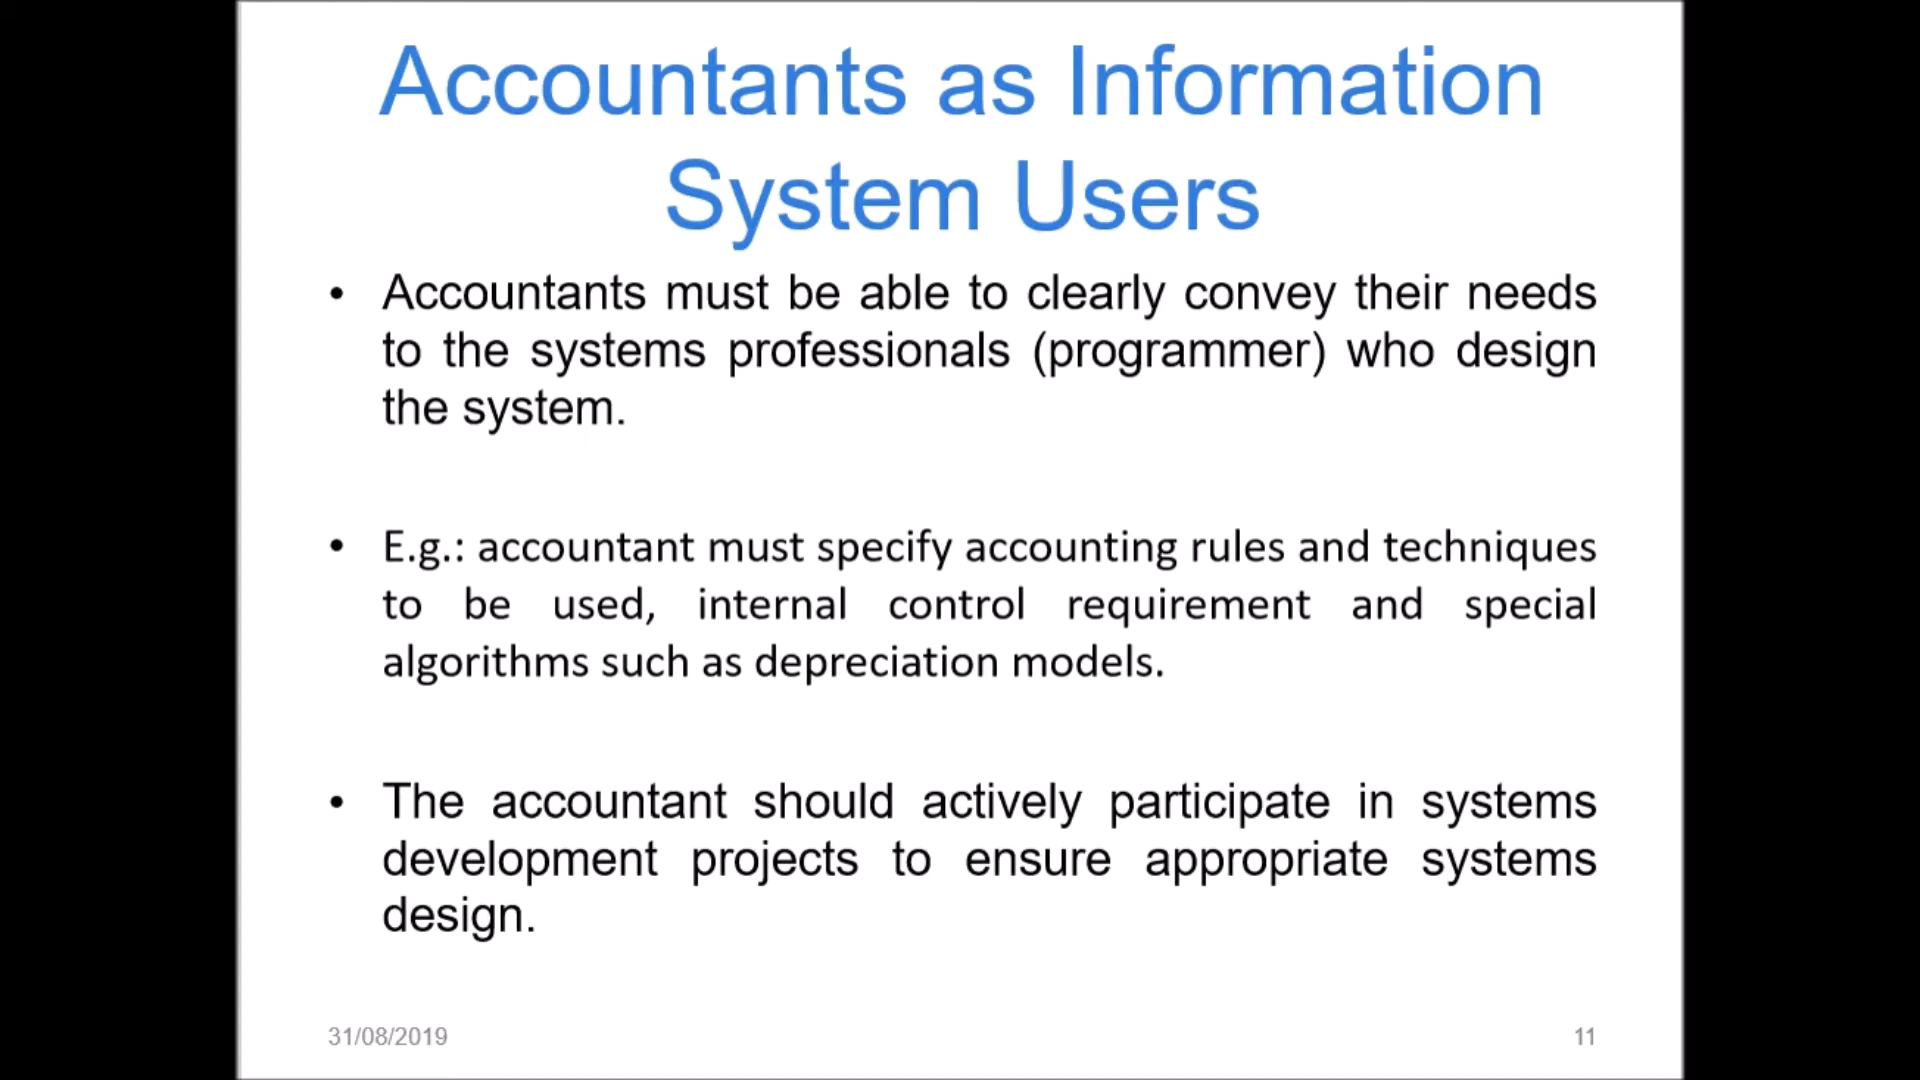 Accountants as Information
System Users
• Accountants must be able to clearly convey their needs
to the systems professionals (programmer) who design
the system.
• E.g.: accountant must specify accounting rules and techniques
to be used, internal control requirement and special
algorithms such as depreciation models.
• The accountant should actively participate in systems
development projects to ensure appropriate systems
design.
31/08/2019
11